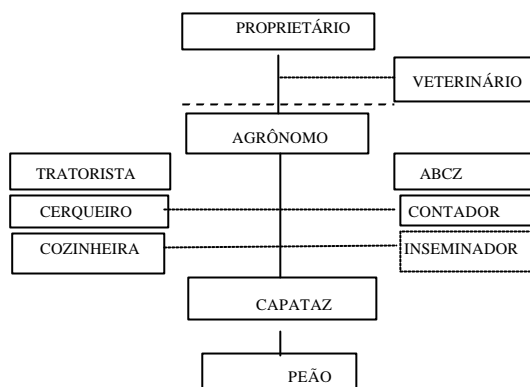 PROPRIETÁRIO
VETERINÁRIO
AGRÔNOMO
TRATORISTA
ABCZ
CERQUEIRO
CONTADOR
COZINHEIRA
INSEMINADOR
CAPATAZ
PEÃO